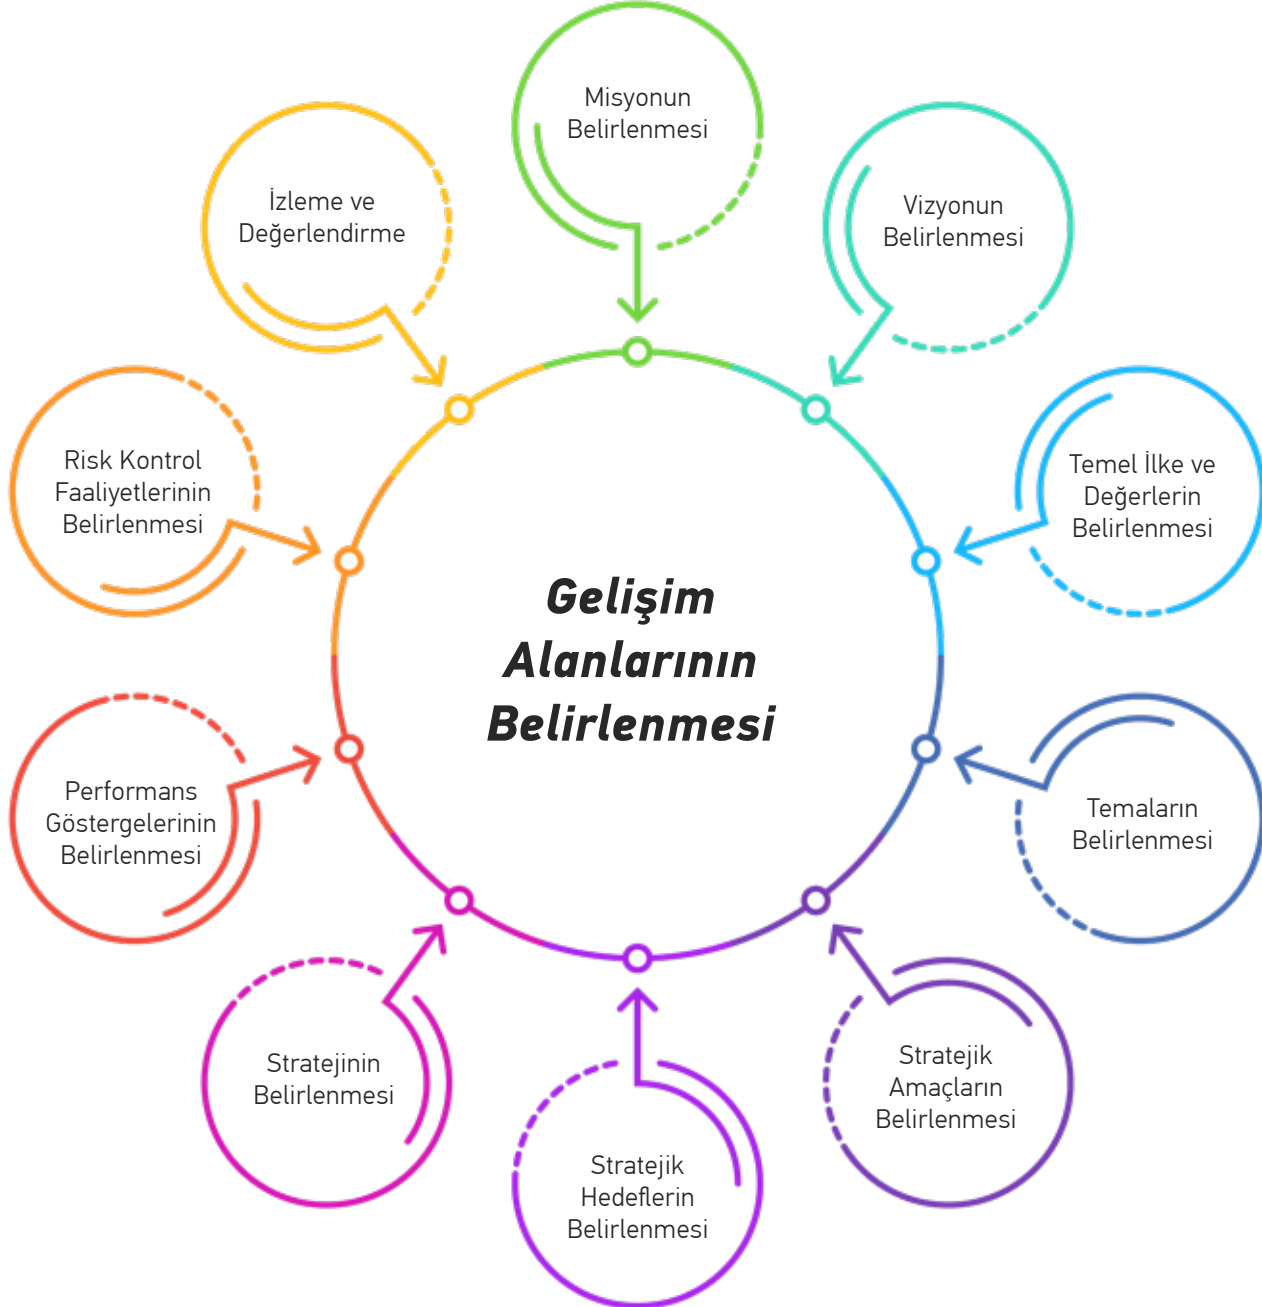 Misyonun
Belirlenmesi
Vizyonun
Belirlenmesi
Temel İlke ve
Değerlerin
Belirlenmesi
Temaların
Belirlenmesi
Stratejik
Amaçların
Belirlenmesi
Stratejik
Hedeflerin
Belirlenmesi
Stratejinin
Belirlenmesi
Performans
Göstergelerinin
Belirlenmesi
Risk Kontrol
Faaliyetlerinin
Belirlenmesi
İzleme ve
Değerlendirme
Gelişim
Alanlarının
Belirlenmesi